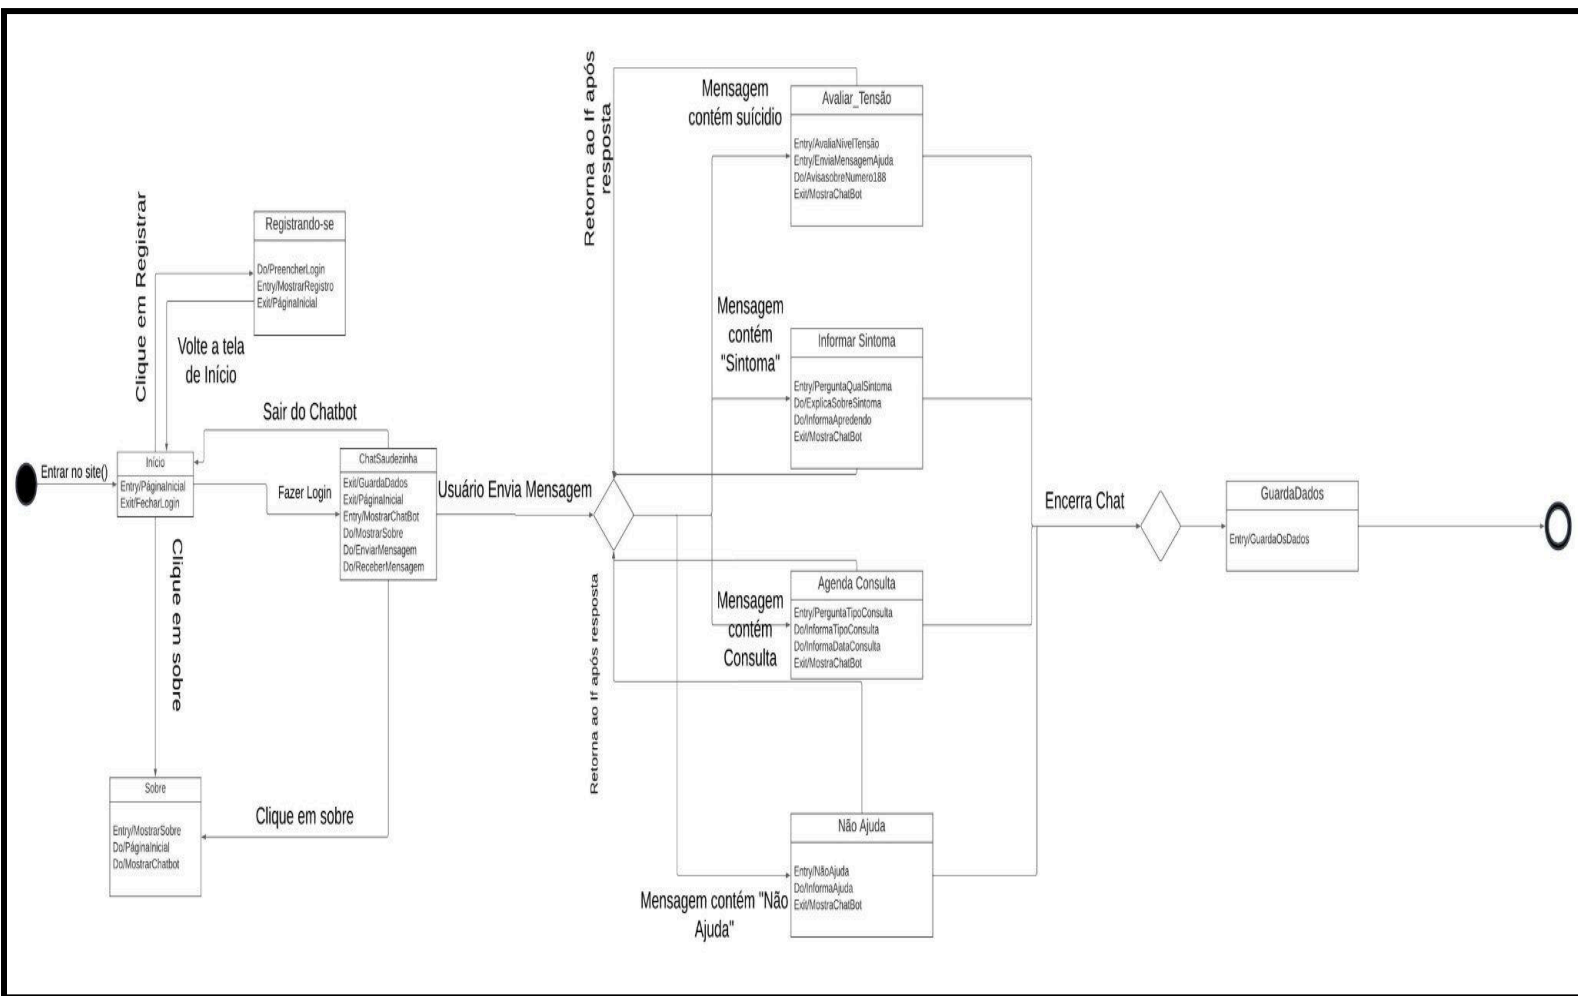 Entrar no site()
Início
Entry/PáginaInicial
Exit/FecharLogin
Clique em Registrar
Registrando-se
Do/PreencherLogin
Entry/MostrarRegistro
Exit/PáginaInicial
Volte a tela
de Início
Sair do Chatbot
Fazer Login
ChatSaudezinha
Exit/GuardaDados
Exit/PáginaInicial
Entry/MostrarChatBot
Do/MostrarSobre
Do/EnviarMensagem
Do/ReceberMensagem
Clique em sobre
Sobre
Entry/MostrarSobre
Do/PáginaInicial
Do/MostrarChatbot
Clique em sobre
Usuário Envia Mensagem
Retorna ao If após
resposta
Mensagem
contém suícidio
Avaliar_Tensão
Entry/AvaliaNivelTensão
Entry/EnviaMensagemAjuda
Do/AvisasobreNumero188
Exit/MostraChatBot
Mensagem
contém
"Sintoma"
Informar Sintoma
Entry/PerguntaQualSintoma
Do/ExplicaSobreSintoma
Do/InformaApredendo
Exit/MostraChatBot
Mensagem
contém
Consulta
Agenda Consulta
Entry/PerguntaTipoConsulta
Do/InformaTipoConsulta
Do/InformaDataConsulta
Exit/MostraChatBot
Retorna ao If após resposta
Mensagem contém "Não
Ajuda"
Não Ajuda
Entry/NãoAjuda
Do/InformaAjuda
Exit/MostraChatBot
Encerra Chat
GuardaDados
Entry/GuardaOsDados